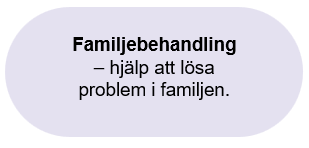 Familjebehandling
– hjälp att lösa
problem i familjen.